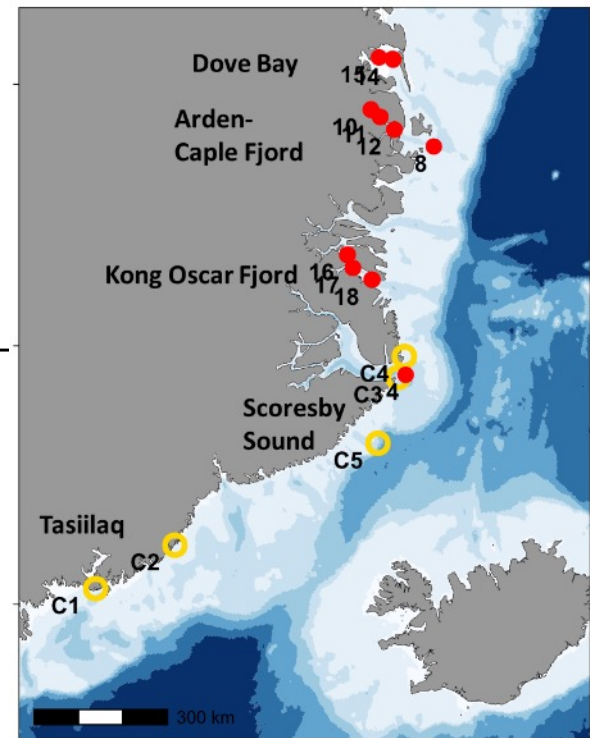 Dove Bay
15
14
Arden-
Caple Fjord
10
11
12
8
Kong Oscar Fjord
16
17
18
C4
C3
4
Scoresby
Sound
C5
Tasiilaq
C2
C1
300 km